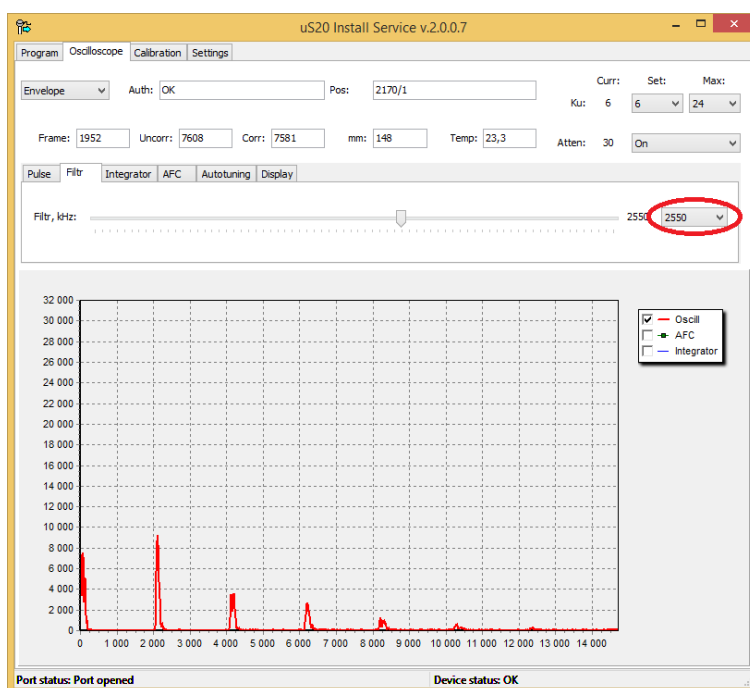 uS20 Install Service v.2.0.0.7
Program Oscilloscope Calibration Settings
Curr: Set: Max:
Envelope Auth: OK Pos: 2170/1
Ku: 6 6 24
Frame: 1952 Uncorr: 7608 Corr: 7581 mm: 148 Temp: 23,3
Atten: 30 On
Pulse Filtr Integrator AFC Autotuning Display
Filtr, kHz: 2550 2550
32 000
30 000
28 000
26 000
24 000
22 000
20 000
18 000
16 000
14 000
12 000
10 000
8 000
6 000
4 000
2 000
0
0 1 000 2 000 3 000 4 000 5 000 6 000 7 000 8 000 9 000 10 000 11 000 12 000 13 000 14 000
Oscill
AFC
Integrator
Port status: Port opened Device status: OK